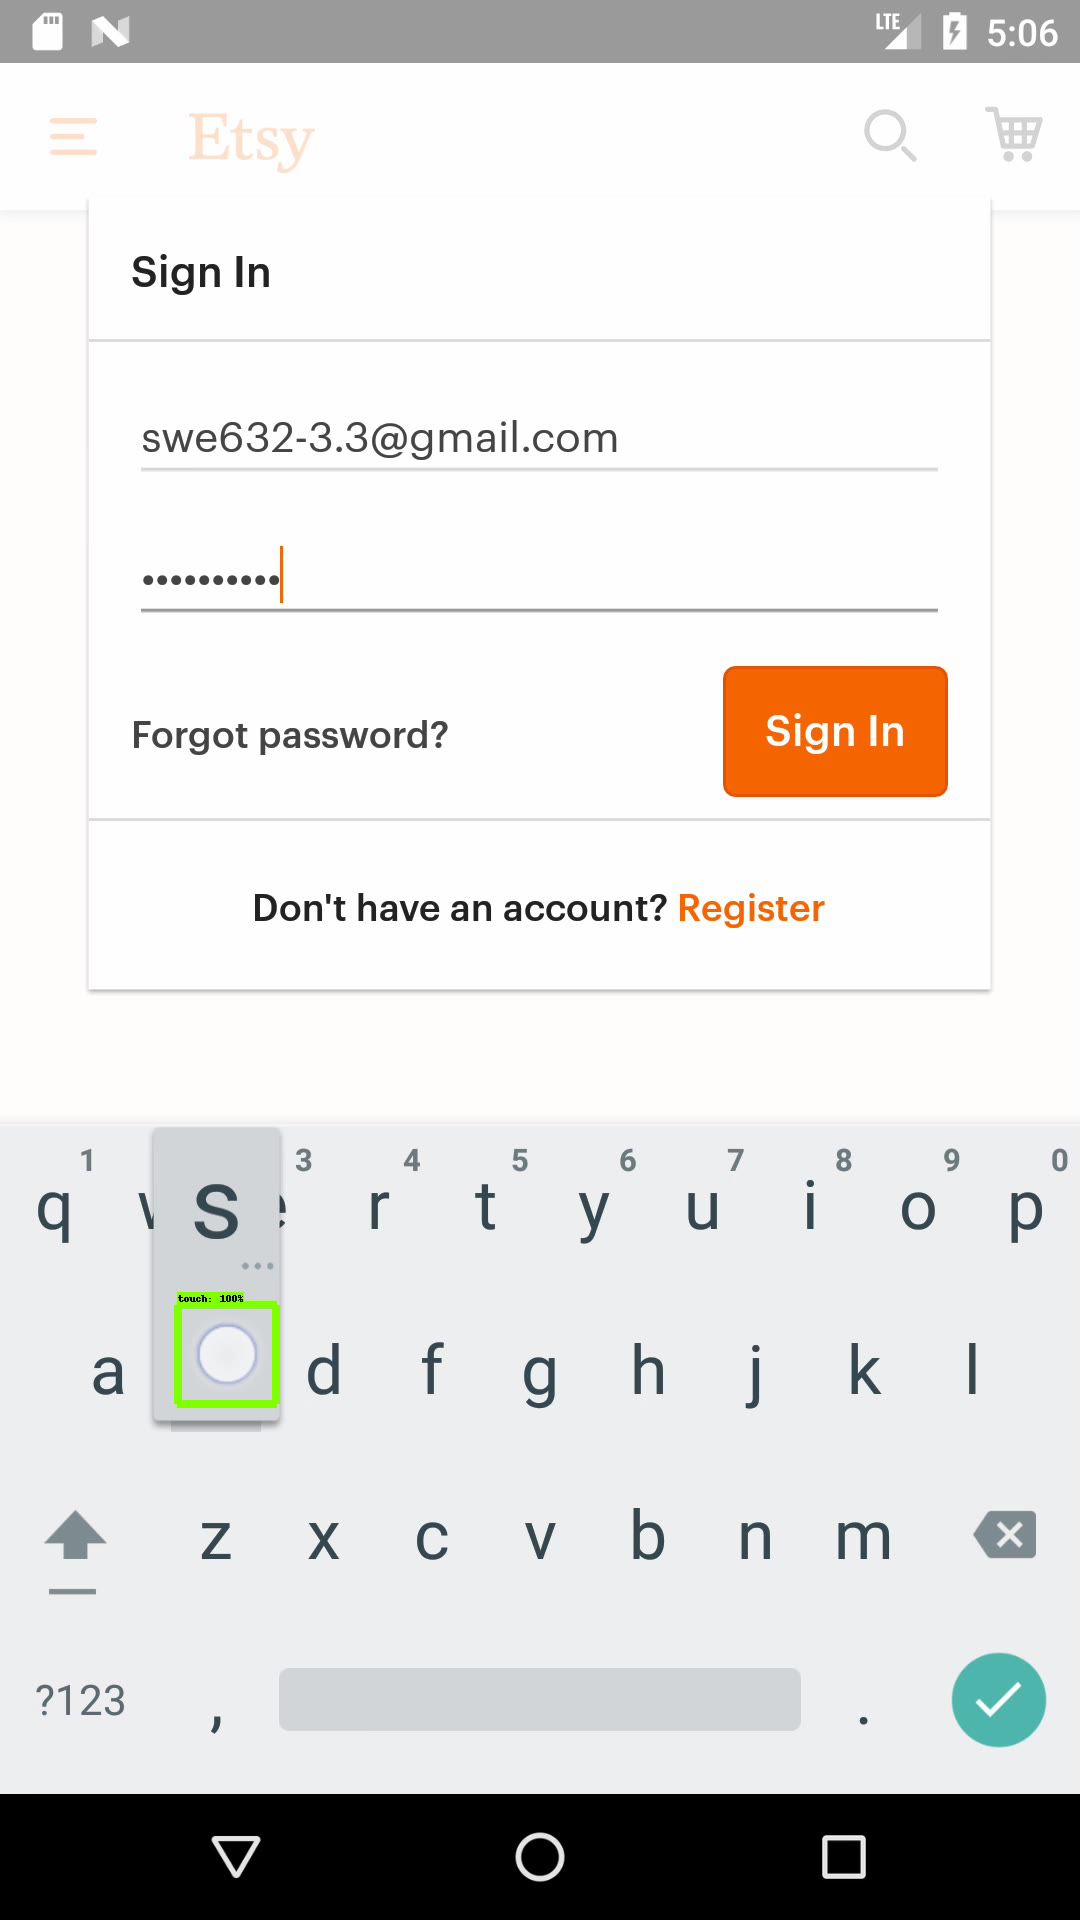 LTE 5:06
Etsy
Sign In
swe632-3.3@gmail.com
••••••••••
Forgot password?
Sign In
Don't have an account? Register
1 3 4 5 6 7 8 9 0
q w s e r t y u i o p
touch: 100%
a d f g h j k l
z x c v b n m
?123 , .